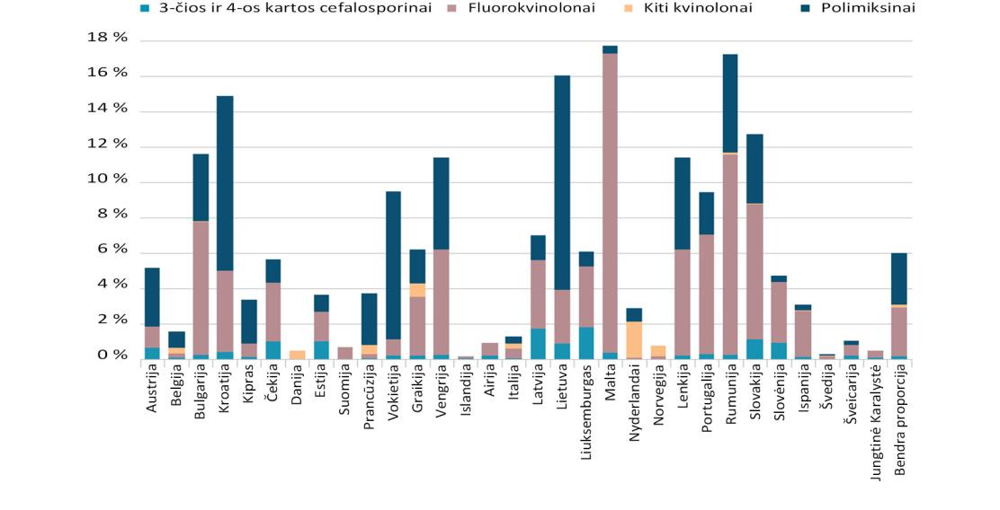 3-čios ir 4-os kartos cefalosporinai Fluorokvinolonai Kiti kvinolonai Polimiksinai
18 %
16 %
14 %
12 %
10 %
8 %
6 %
4 %
2 %
0 %
Austrija
Belgija
Bulgarija
Kroatija
Kipras
Čekija
Danija
Estija
Suomija
Prancūzija
Vokietija
Graikija
Vengrija
Islandija
Airija
Italija
Latvija
Lietuva
Liuksemburgas
Malta
Nyderlandai
Norvegija
Lenkija
Portugalija
Rumunija
Slovakija
Slovėnija
Ispanija
Švedija
Šveicarija
Jungtinė Karalystė
Bendra proporcija